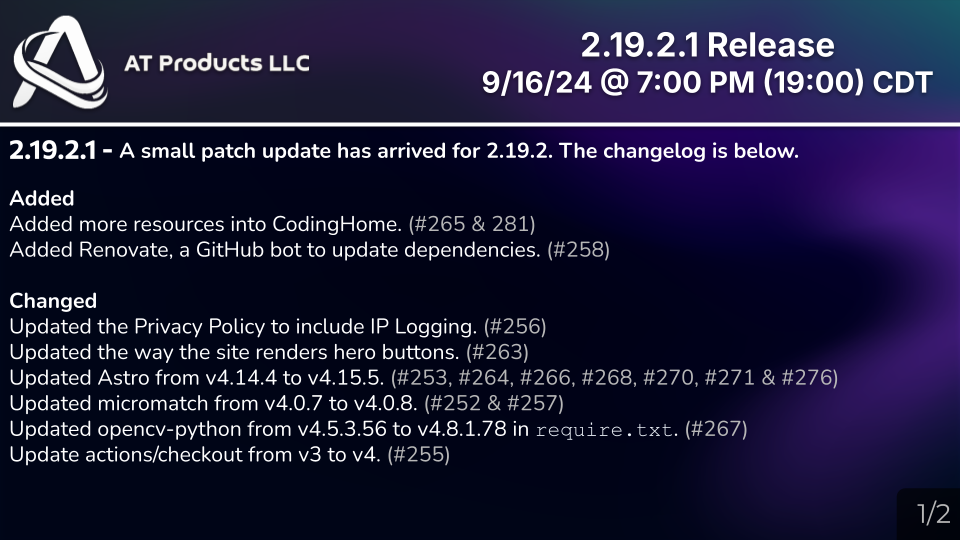 AT Products LLC
2.19.2.1 Release
9/16/24 @ 7:00 PM (19:00) CDT
2.19.2.1 - A small patch update has arrived for 2.19.2. The changelog is below.
Added
Added more resources into CodingHome. (#265 & 281)
Added Renovate, a GitHub bot to update dependencies. (#258)
Changed
Updated the Privacy Policy to include IP Logging. (#256)
Updated the way the site renders hero buttons. (#263)
Updated Astro from v4.14.4 to v4.15.5. (#253, #264, #266, #268, #270, #271 & #276)
Updated micromatch from v4.0.7 to v4.0.8. (#252 & #257)
Updated opencv-python from v4.5.3.56 to v4.8.1.78 in require.txt. (#267)
Update actions/checkout from v3 to v4. (#255)
1/2